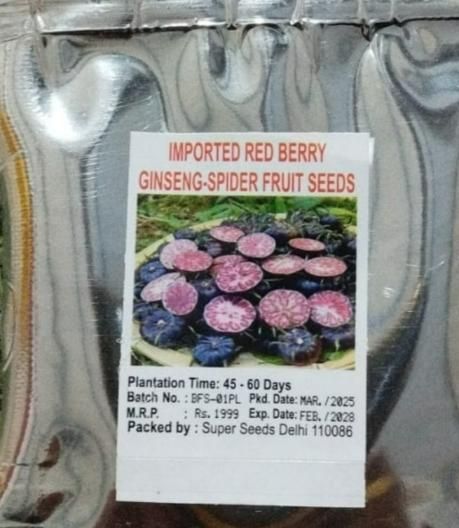 IMPORTED RED BERRY
GINSENG-SPIDER FRUIT SEEDS
Plantation Time: 45 - 60 Days
Batch No. : BFS-01PL Pkd. Date: MAR. /2025
M.R.P. : Rs. 1999 Exp. Date: FEB. /2028
Packed by : Super Seeds Delhi 110086